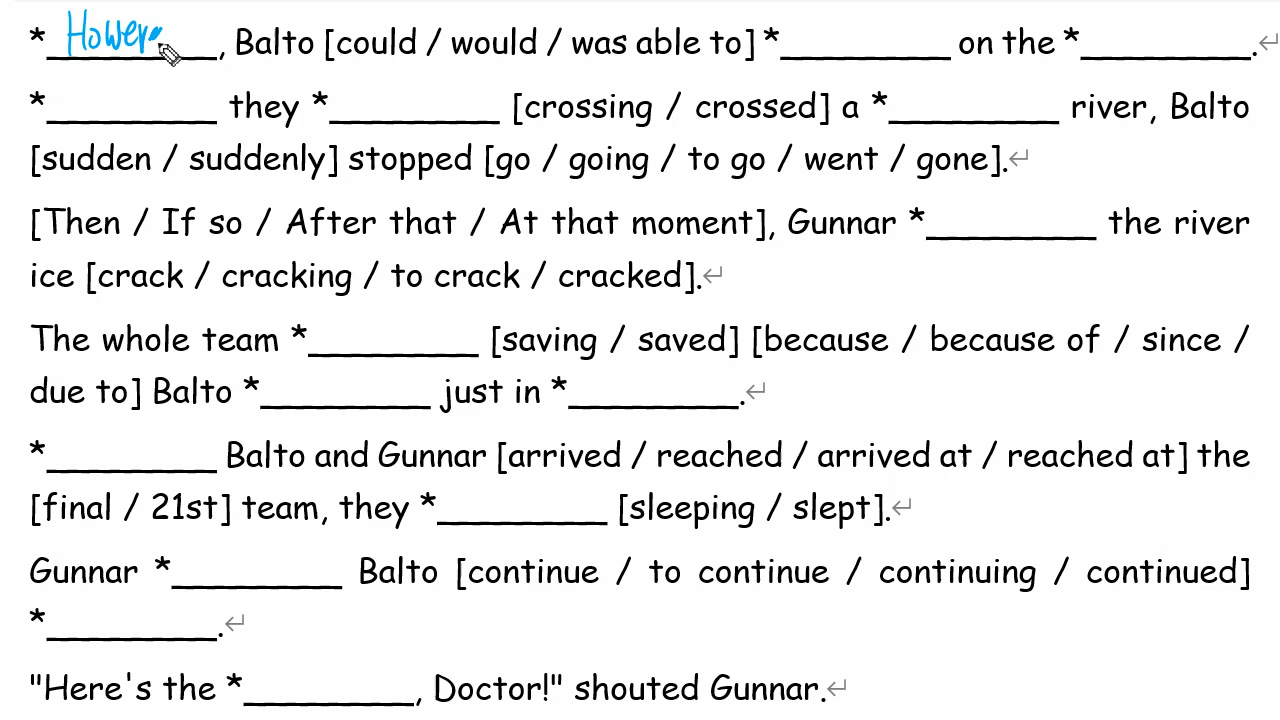 *Howev________, Balto [could / would / was able to] *________ on the *________.
*________ they *________ [crossing / crossed] a *________ river, Balto
[sudden / suddenly] stopped [go / going / to go / went / gone].
[Then / If so / After that / At that moment], Gunnar *________ the river
ice [crack / cracking / to crack / cracked].
The whole team *________ [saving / saved] [because / because of / since /
due to] Balto *________ just in *________.
*________ Balto and Gunnar [arrived / reached / arrived at / reached at] the
[final / 21st] team, they *________ [sleeping / slept].
Gunnar *________ Balto [continue / to continue / continuing / continued]
*________.
"Here's the *________, Doctor!" shouted Gunnar.